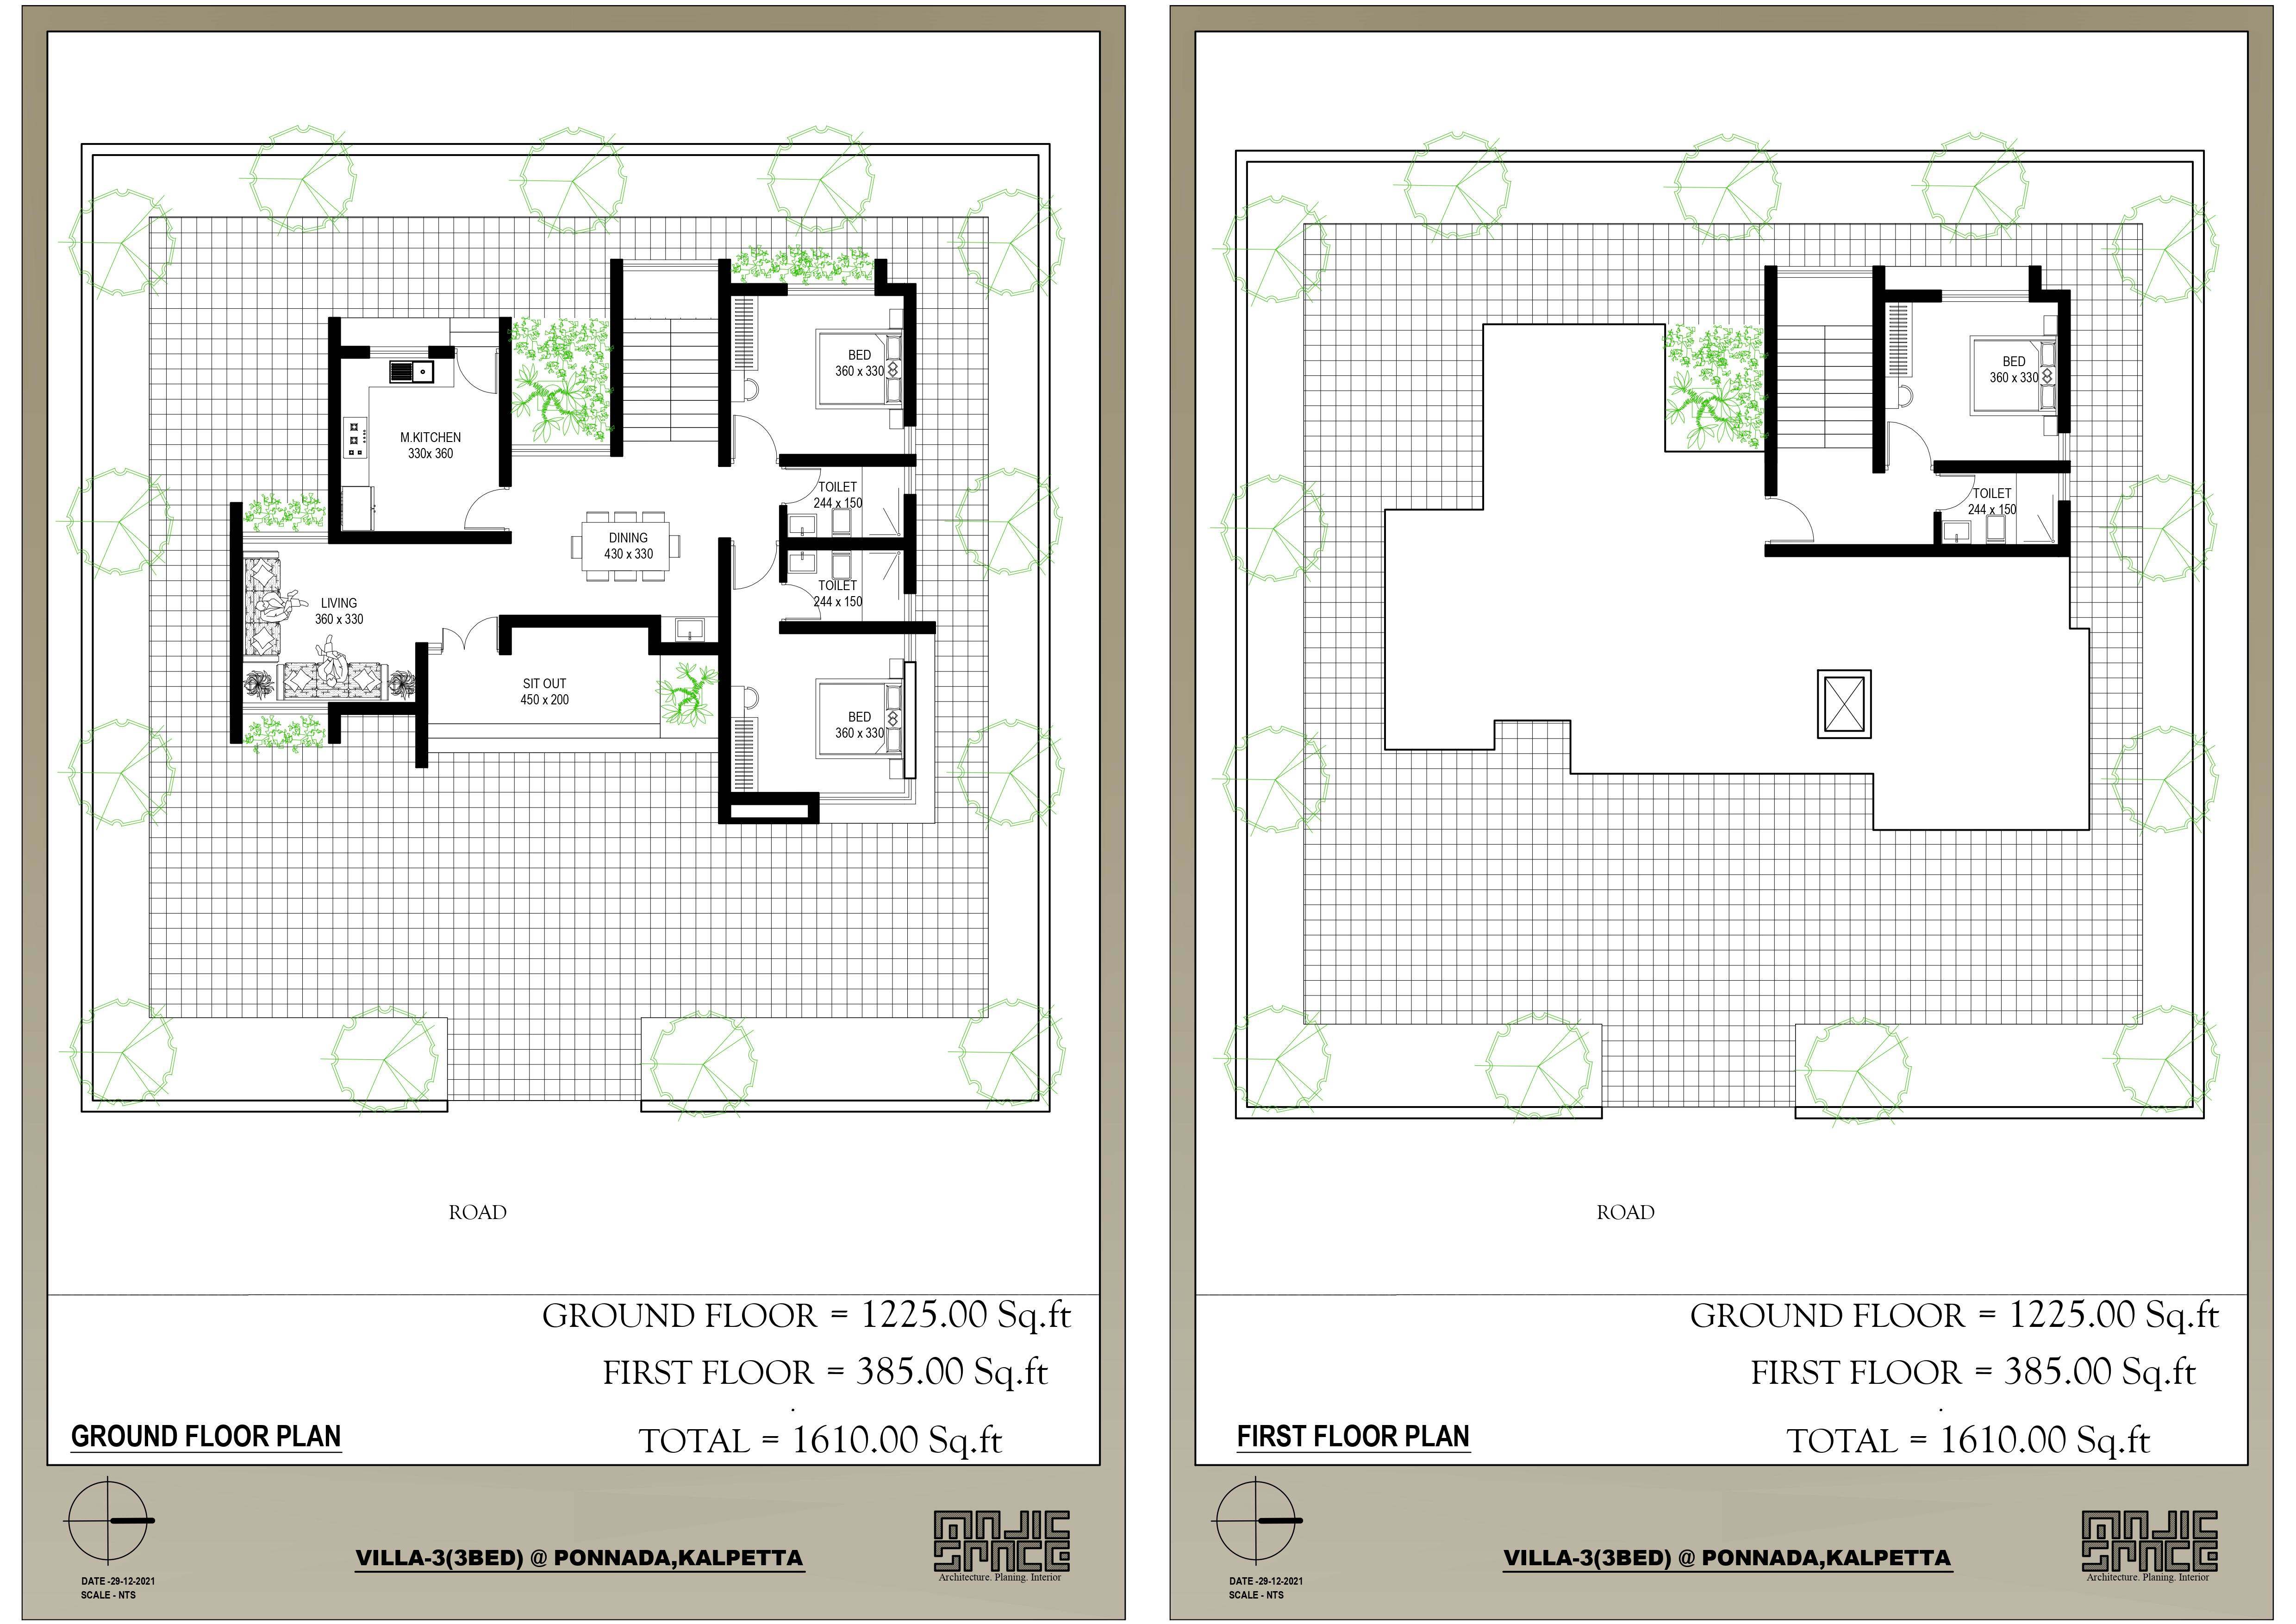 M.KITCHEN
330x 360
BED
360 x 330
TOILET
244 x 150
DINING
430 x 330
TOILET
244 x 150
LIVING
360 x 330
SIT OUT
450 x 200
BED
360 x 330
ROAD
GROUND FLOOR = 1225.00 Sq.ft
FIRST FLOOR = 385.00 Sq.ft
.
TOTAL = 1610.00 Sq.ft
GROUND FLOOR PLAN
VILLA-3(3BED) @ PONNADA,KALPETTA
DATE -29-12-2021
SCALE - NTS
MAJIC
SPACE
Architecture. Planing. Interior
BED
360 x 330
TOILET
244 x 150
ROAD
GROUND FLOOR = 1225.00 Sq.ft
FIRST FLOOR = 385.00 Sq.ft
.
TOTAL = 1610.00 Sq.ft
FIRST FLOOR PLAN
VILLA-3(3BED) @ PONNADA,KALPETTA
DATE -29-12-2021
SCALE - NTS
MAJIC
SPACE
Architecture. Planing. Interior